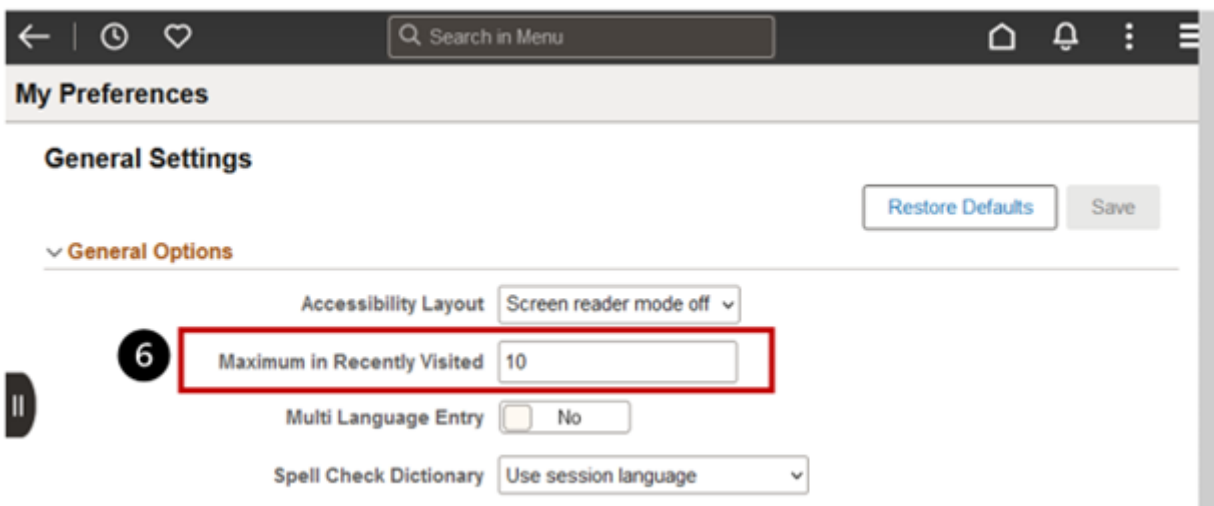 Search in Menu
My Preferences
General Settings
Restore Defaults Save
General Options
Accessibility Layout Screen reader mode off
6 Maximum in Recently Visited 10
Multi Language Entry No
Spell Check Dictionary Use session language